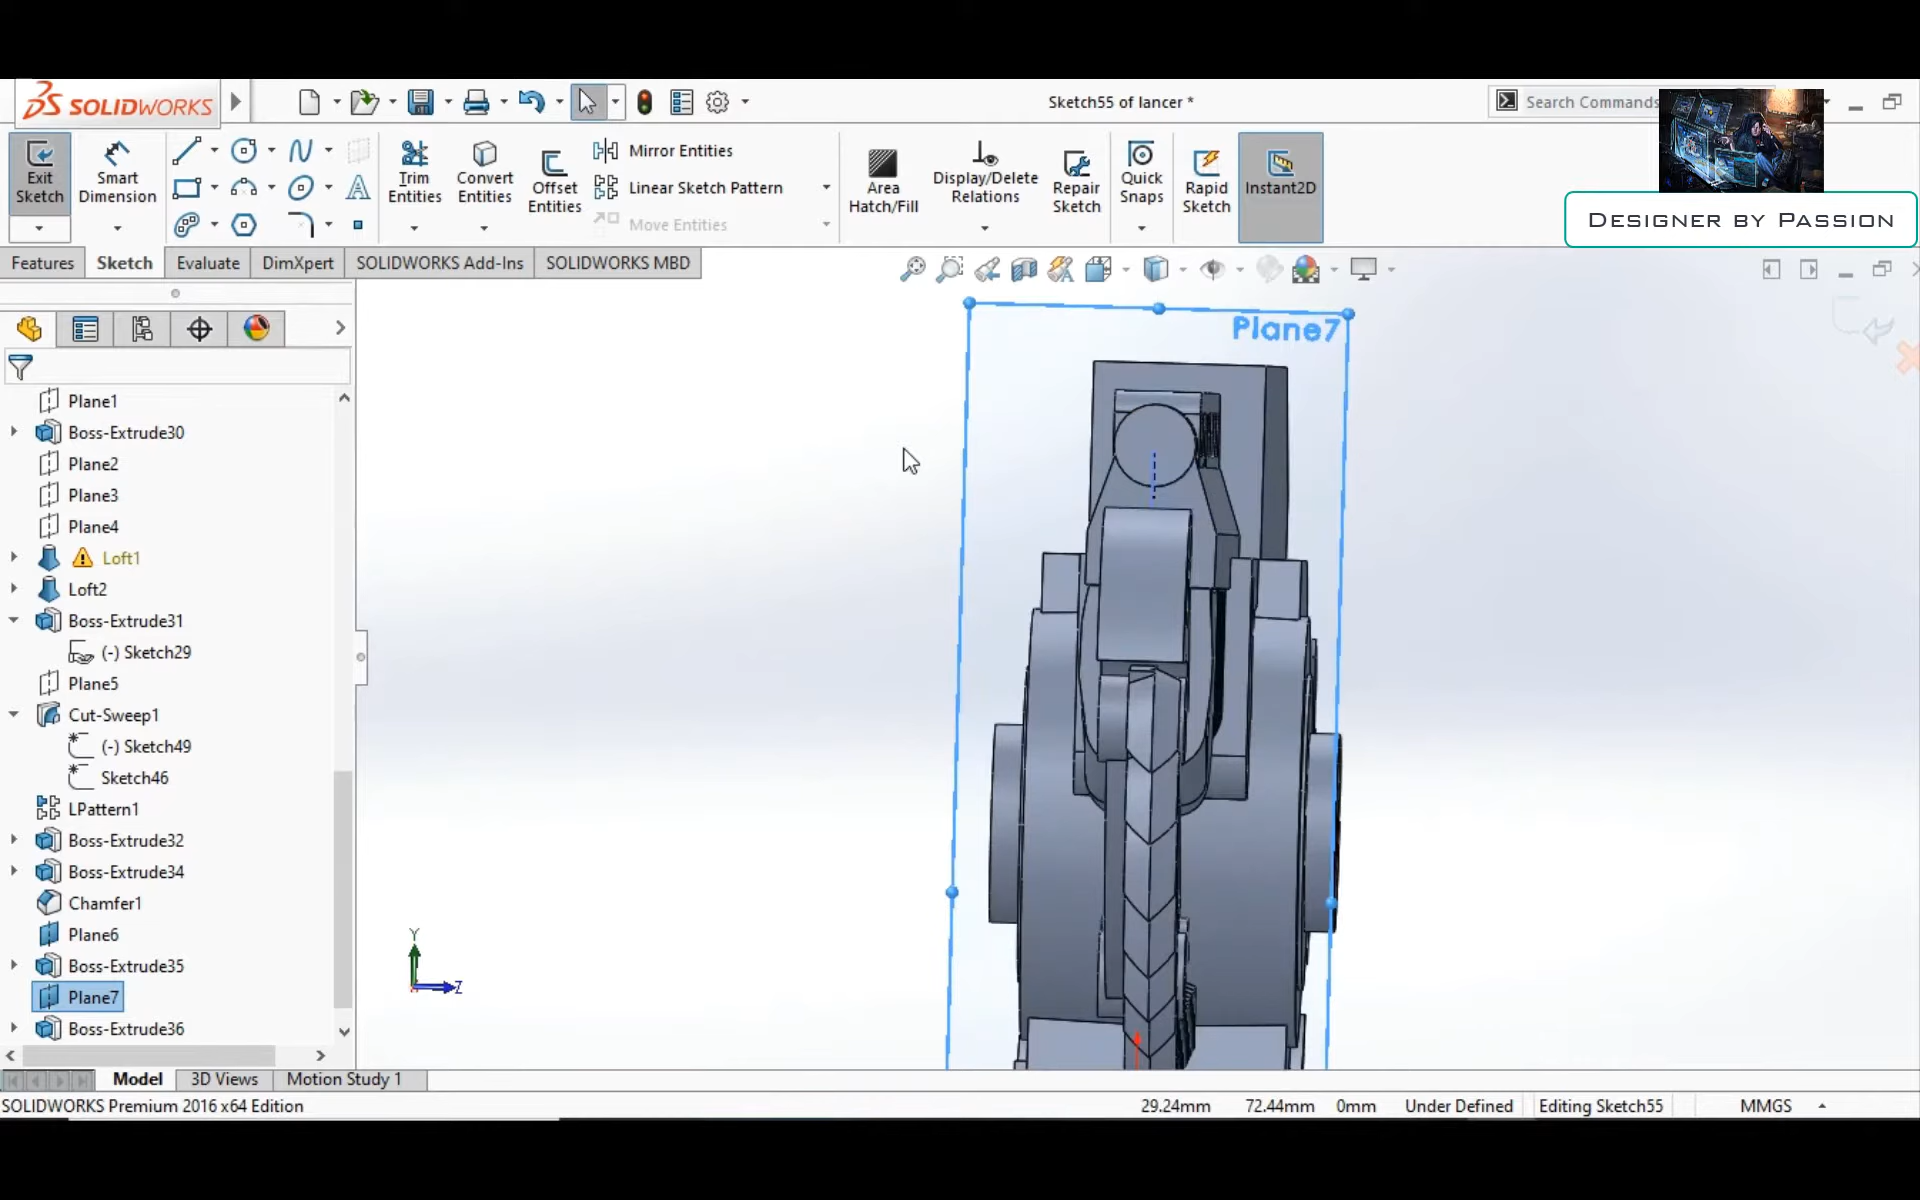 SOLIDWORKS
Sketch55 of lancer *
Search Commands
Exit Sketch
Smart Dimension
Trim Entities
Convert Entities
Offset Entities
Mirror Entities
Linear Sketch Pattern
Move Entities
Area Hatch/Fill
Display/Delete Relations
Repair Sketch
Quick Snaps
Rapid Sketch
Instant2D
Designer by Passion
Features
Sketch
Evaluate
DimXpert
SOLIDWORKS Add-Ins
SOLIDWORKS MBD
Plane7
Plane1
Boss-Extrude30
Plane2
Plane3
Plane4
Loft1
Loft2
Boss-Extrude31
(-) Sketch29
Plane5
Cut-Sweep1
(-) Sketch49
Sketch46
LPattern1
Boss-Extrude32
Boss-Extrude34
Chamfer1
Plane6
Boss-Extrude35
Plane7
Boss-Extrude36
Y
Z
Model
3D Views
Motion Study 1
SOLIDWORKS Premium 2016 x64 Edition
29.24mm
72.44mm
0mm
Under Defined
Editing Sketch55
MMGS